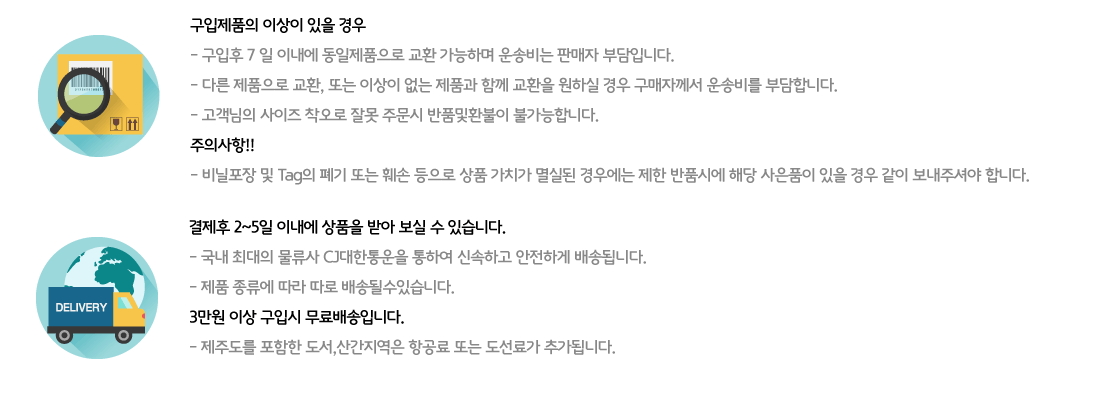 구입제품의 이상이 있을 경우
- 구입후 7 일 이내에 동일제품으로 교환 가능하며 운송비는 판매자 부담입니다.
- 다른 제품으로 교환, 또는 이상이 없는 제품과 함께 교환을 원하실 경우 구매자께서 운송비를 부담합니다.
- 고객님의 사이즈 착오로 잘못 주문시 반품및환불이 불가능합니다.
주의사항!!
- 비닐포장 및 Tag의 폐기 또는 훼손 등으로 상품 가치가 멸실된 경우에는 제한 반품시에 해당 사은품이 있을 경우 같이 보내주셔야 합니다.
결제후 2~5일 이내에 상품을 받아 보실 수 있습니다.
- 국내 최대의 물류사 CJ대한통운을 통하여 신속하고 안전하게 배송됩니다.
- 제품 종류에 따라 따로 배송될수있습니다.
DELIVERY
3만원 이상 구입시 무료배송입니다.
- 제주도를 포함한 도서,산간지역은 항공료 또는 도선료가 추가됩니다.